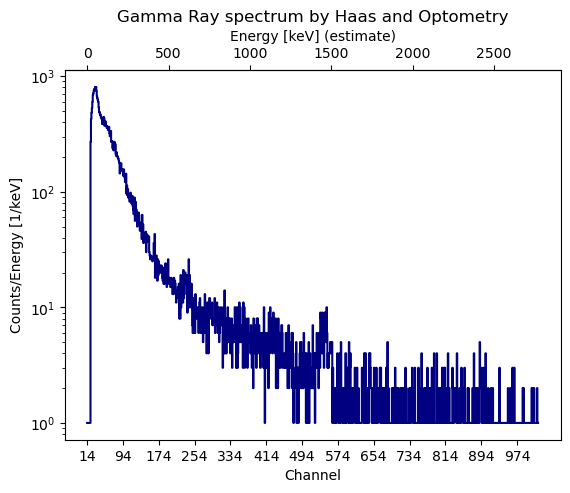 Gamma Ray spectrum by Haas and Optometry
Energy [keV] (estimate)
0 500 1000 1500 2000 2500
10³
10²
10¹
10⁰
Counts/Energy [1/keV]
14 94 174 254 334 414 494 574 654 734 814 894 974
Channel